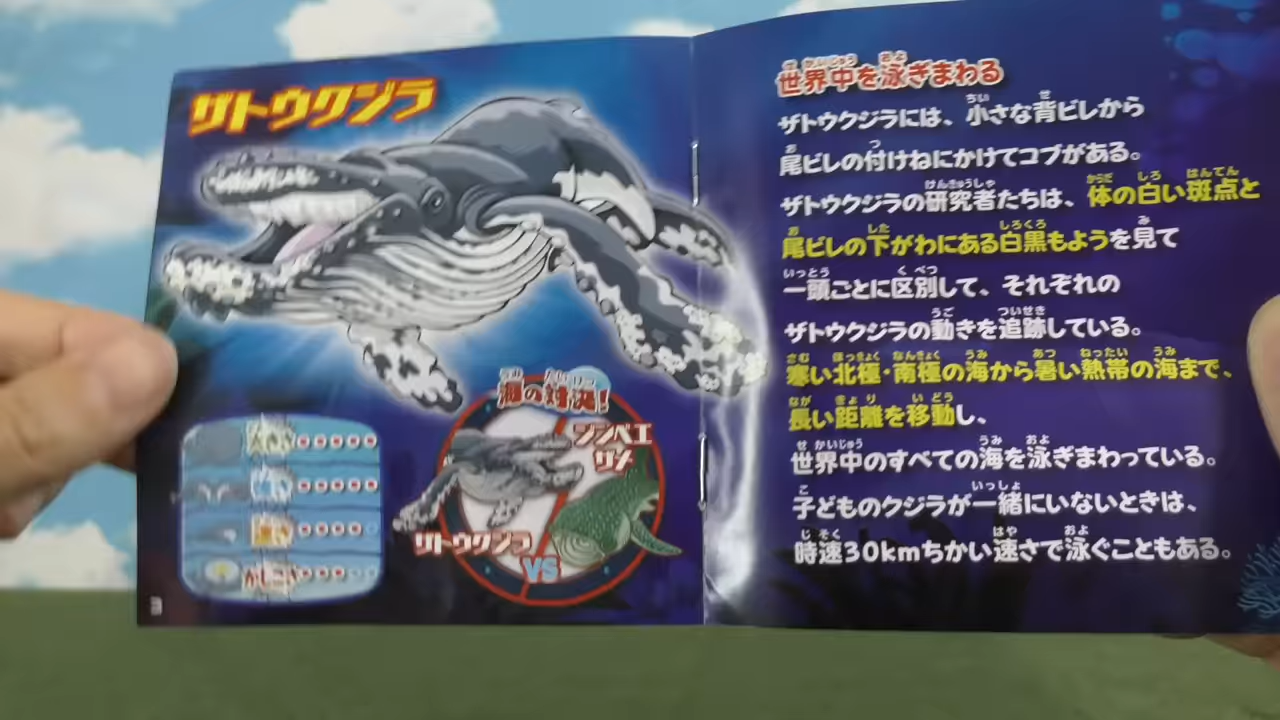 ザトウクジラ
海の対決!
ジンベエ
ザメ
ザトウクジラ
VS
かしこさ
3
世界中を泳ぎまわる
ザトウクジラには、小さな背ビレから
尾ビレの付けねにかけてコブがある。
ザトウクジラの研究者たちは、体の白い斑点と
尾ビレの下がわにある白黒もようを見て
一頭ごとに区別して、それぞれの
ザトウクジラの動きを追跡している。
寒い北極・南極の海から暑い熱帯の海まで、
長い距離を移動し、
世界中のすべての海を泳ぎまわっている。
子どものクジラが一緒にいないときは、
時速30kmちかい速さで泳ぐこともある。